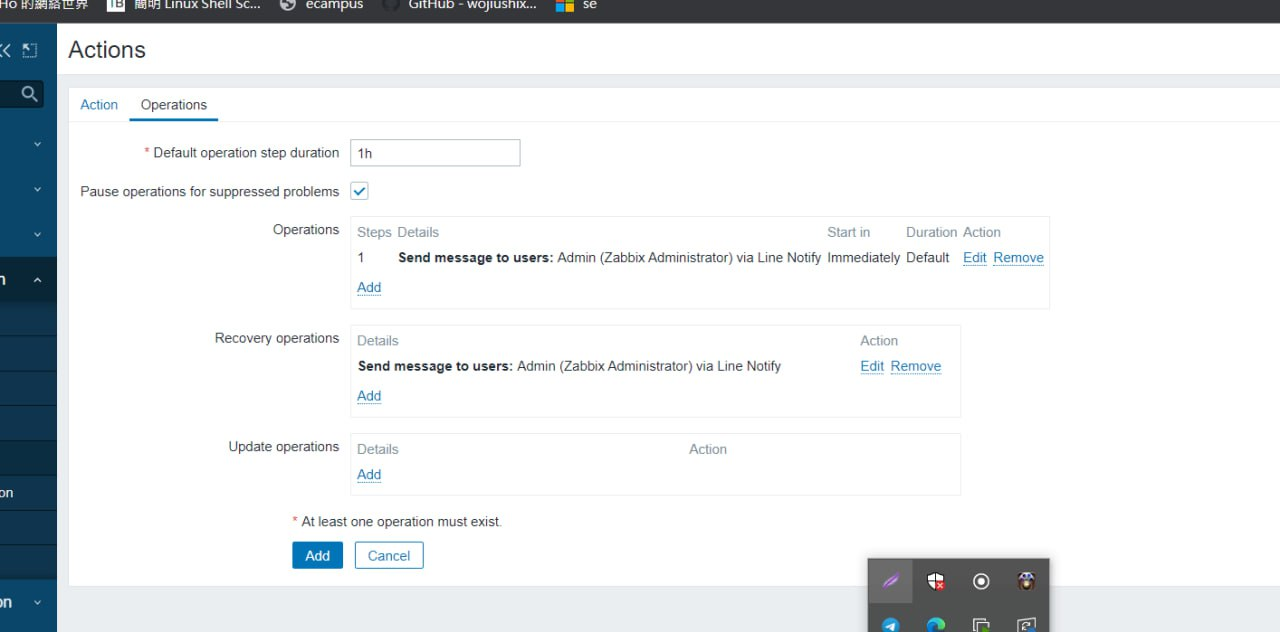 Ho 的網絡世界 TB 簡明 Linux Shell Sc... ecampus GitHub - wojiushix... se
Actions
Action Operations
* Default operation step duration 1h
Pause operations for suppressed problems
Operations Steps Details Start in Duration Action
1 Send message to users: Admin (Zabbix Administrator) via Line Notify Immediately Default Edit Remove
Add
Recovery operations Details Action
Send message to users: Admin (Zabbix Administrator) via Line Notify Edit Remove
Add
Update operations Details Action
Add
on
* At least one operation must exist.
Add Cancel
on